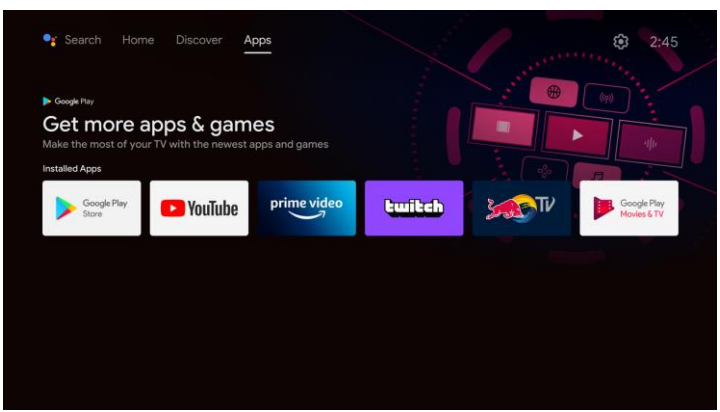 Search Home Discover Apps 2:45
Google Play
Get more apps & games
Make the most of your TV with the newest apps and games
Installed Apps
Google Play
Store
YouTube
prime video
twitch
TV
Google Play
Movies & TV